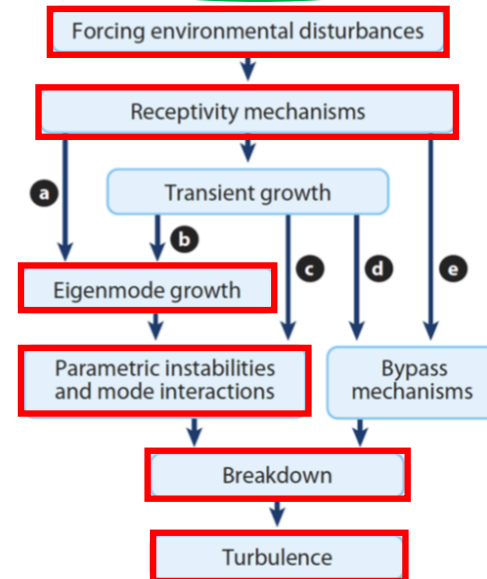 Forcing environmental disturbances
Receptivity mechanisms
a
Transient growth
b
c
d
e
Eigenmode growth
Parametric instabilities
and mode interactions
Bypass
mechanisms
Breakdown
Turbulence